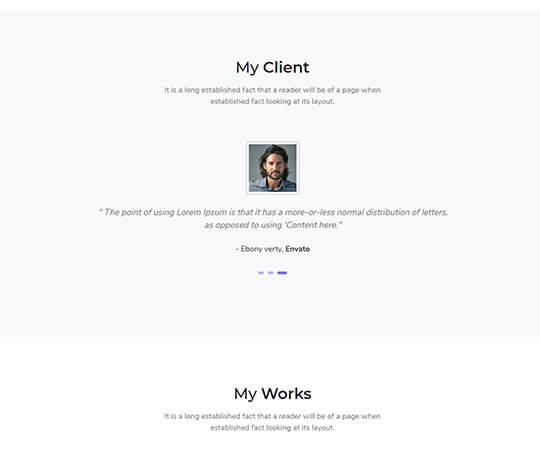 My Client
It is a long established fact that a reader will be of a page when
established fact looking at its layout.
" The point of using Lorem Ipsum is that it has a more-or-less normal distribution of letters,
as opposed to using 'Content here."
- Ebony verty, Envato
My Works
It is a long established fact that a reader will be of a page when
established fact looking at its layout.